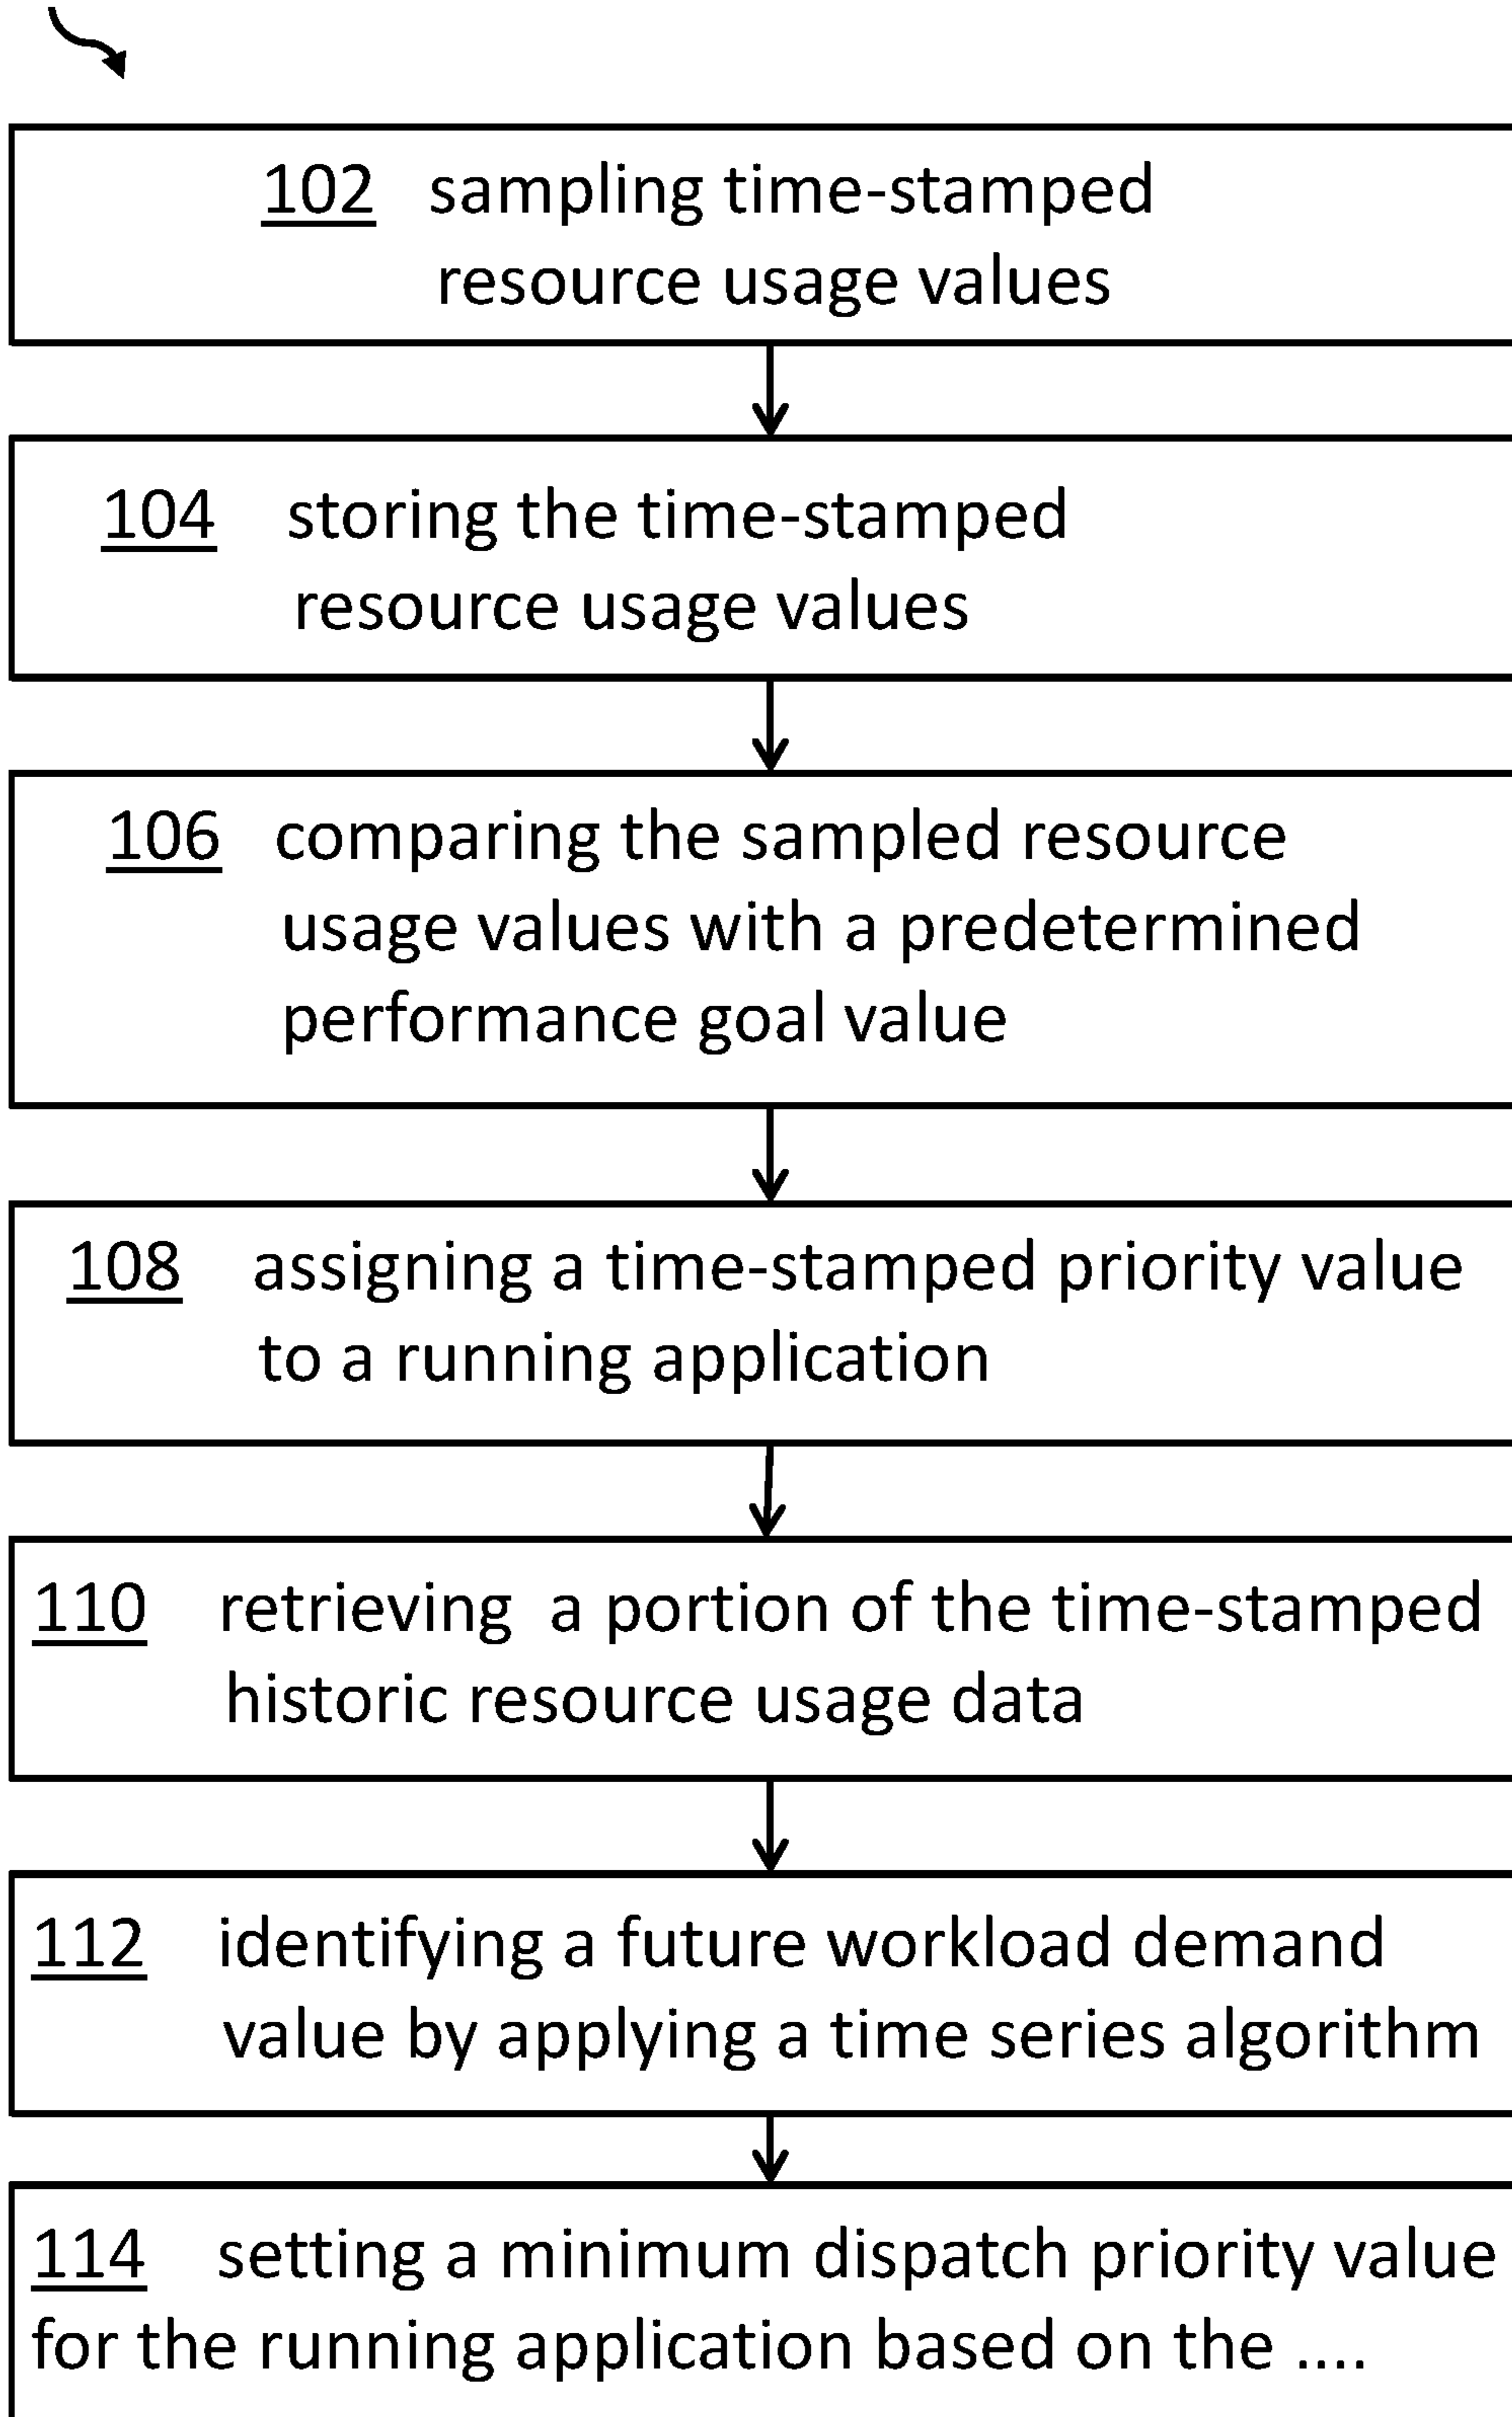 102 sampling time-stamped
resource usage values
104 storing the time-stamped
resource usage values
106 comparing the sampled resource
usage values with a predetermined
performance goal value
108 assigning a time-stamped priority value
to a running application
110 retrieving a portion of the time-stamped
historic resource usage data
112 identifying a future workload demand
value by applying a time series algorithm
114 setting a minimum dispatch priority value
for the running application based on the ....